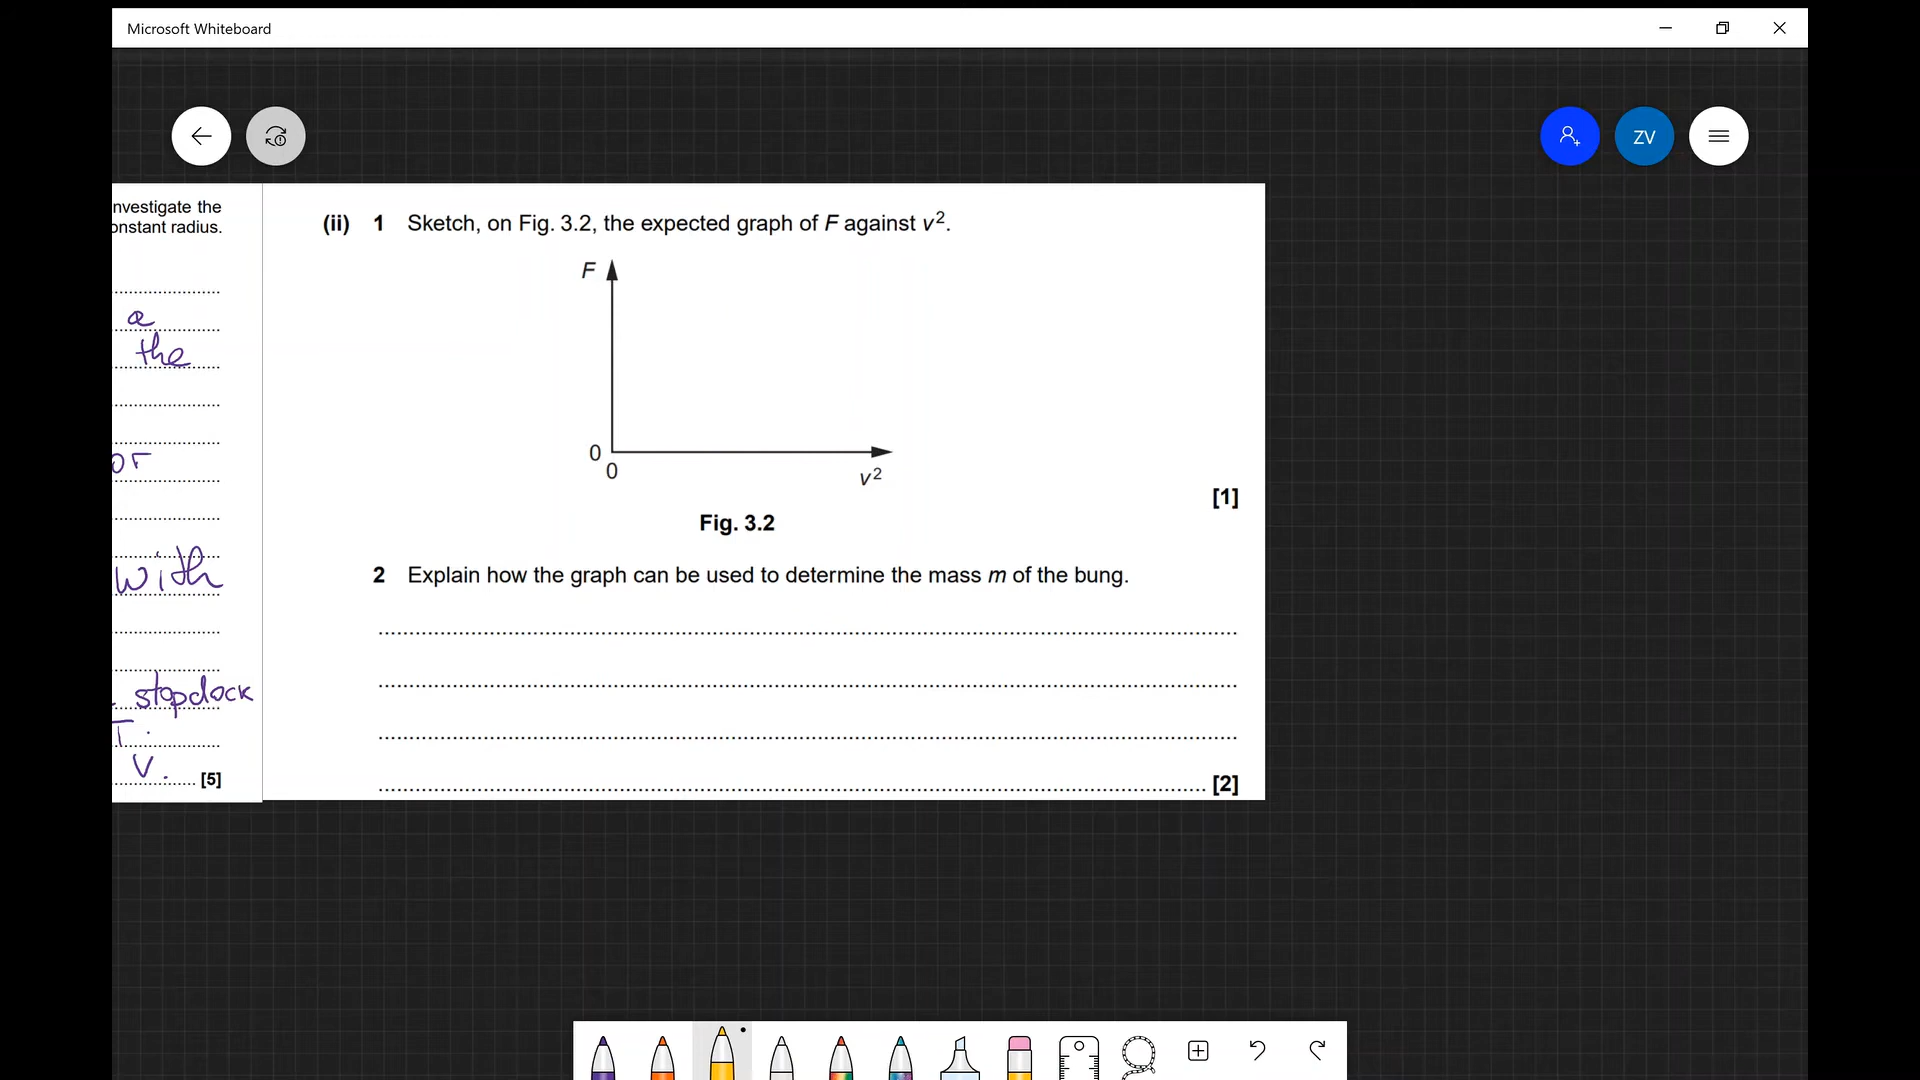 Microsoft Whiteboard
ZV
nvestigate the
onstant radius.
a
the
or
with
stopclock
T.
V.
[5]
(ii) 1 Sketch, on Fig. 3.2, the expected graph of F against v².
F
0
0
v²
[1]
Fig. 3.2
2 Explain how the graph can be used to determine the mass m of the bung.
[2]